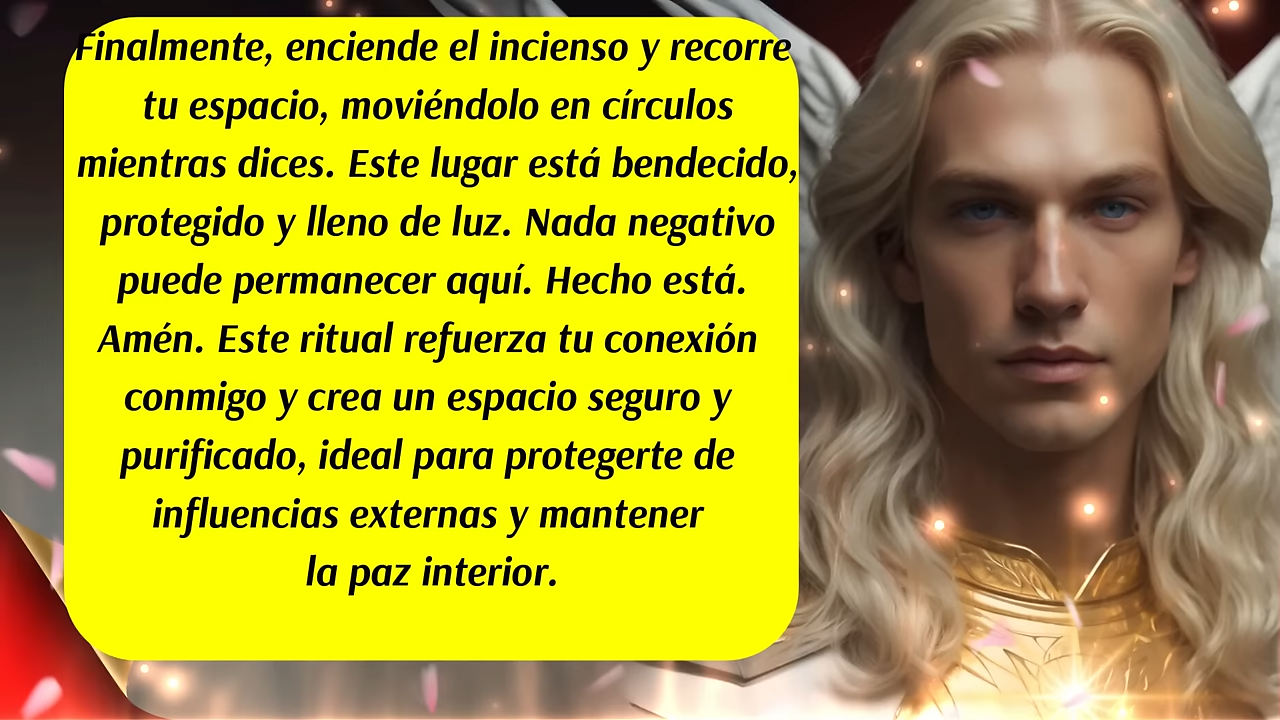 Finalmente, enciende el incienso y recorre
tu espacio, moviéndolo en círculos
mientras dices. Este lugar está bendecido,
protegido y lleno de luz. Nada negativo
puede permanecer aquí. Hecho está.
Amén. Este ritual refuerza tu conexión
conmigo y crea un espacio seguro y
purificado, ideal para protegerte de
influencias externas y mantener
la paz interior.